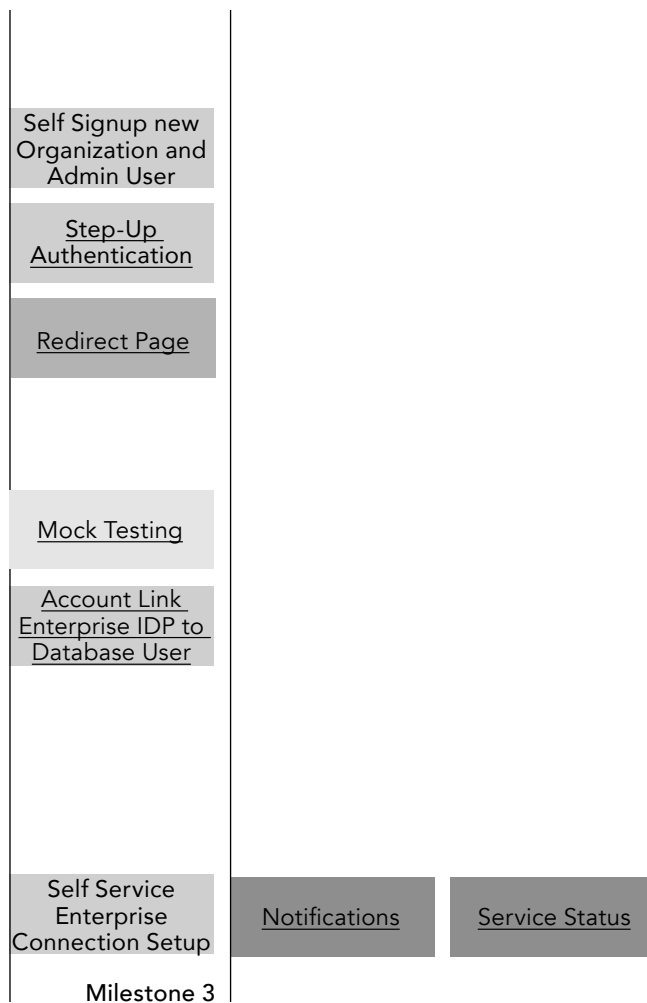 Self Signup new
Organization and
Admin User
Step-Up
Authentication
Redirect Page
Mock Testing
Account Link
Enterprise IDP to
Database User
Self Service
Enterprise
Connection Setup
Notifications
Service Status
Milestone 3